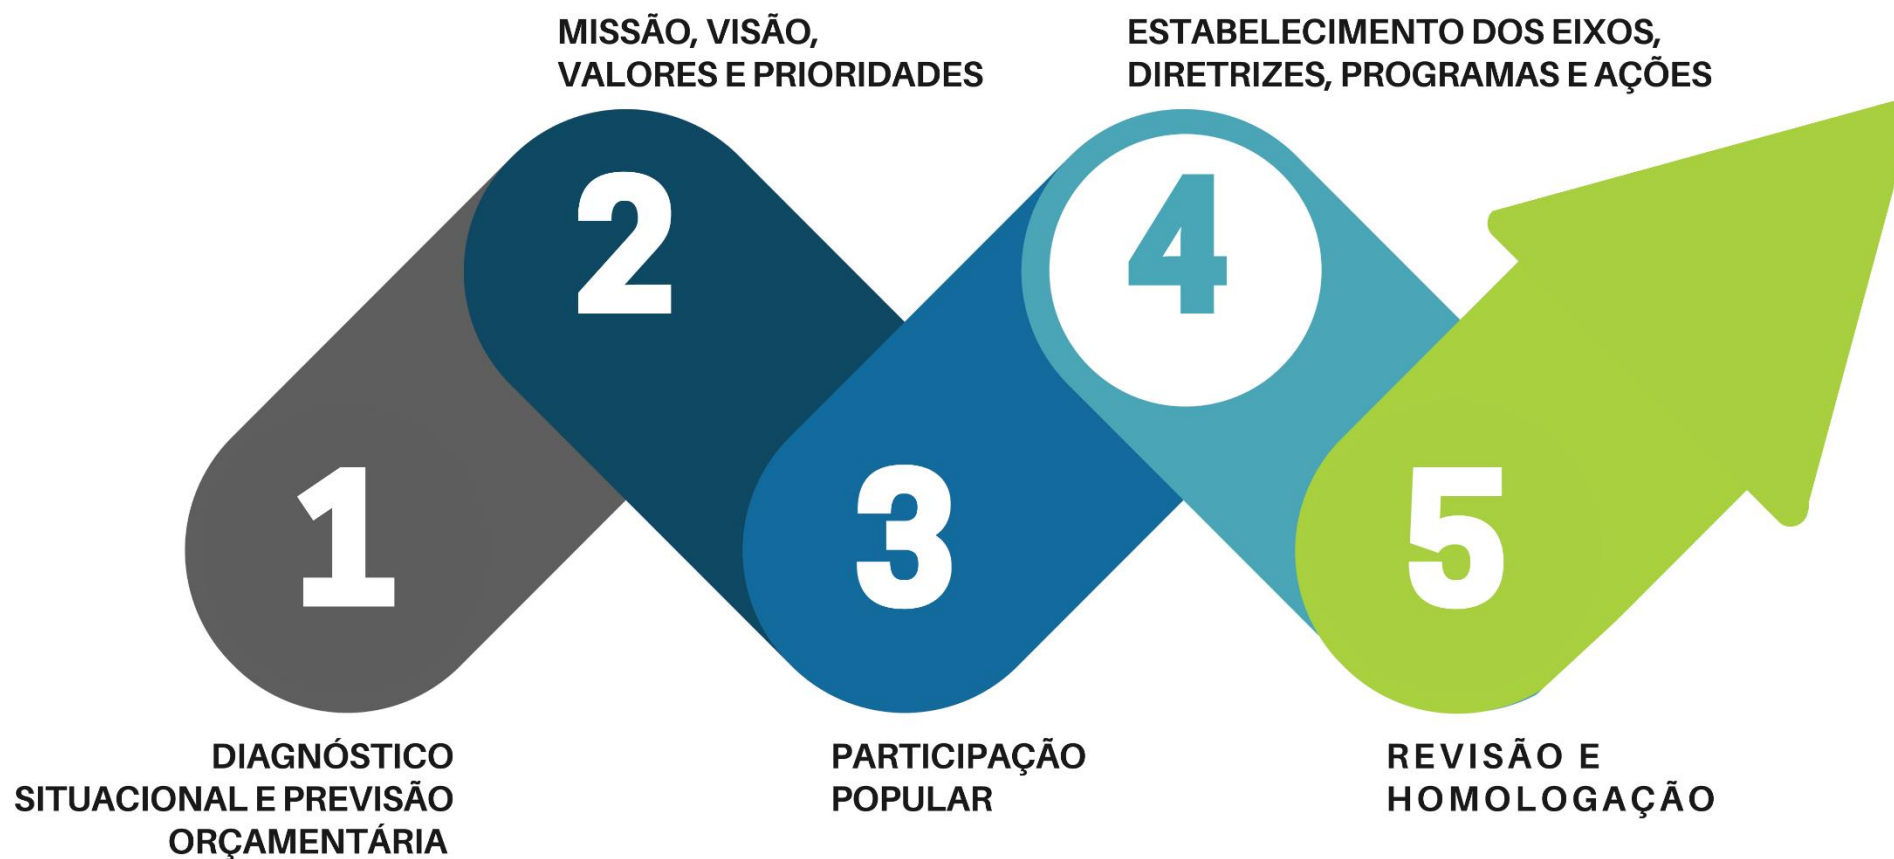 MISSÃO, VISÃO,
VALORES E PRIORIDADES
ESTABELECIMENTO DOS EIXOS,
DIRETRIZES, PROGRAMAS E AÇÕES
2
4
1
3
5
DIAGNÓSTICO
SITUACIONAL E PREVISÃO
ORÇAMENTÁRIA
PARTICIPAÇÃO
POPULAR
REVISÃO E
HOMOLOGAÇÃO